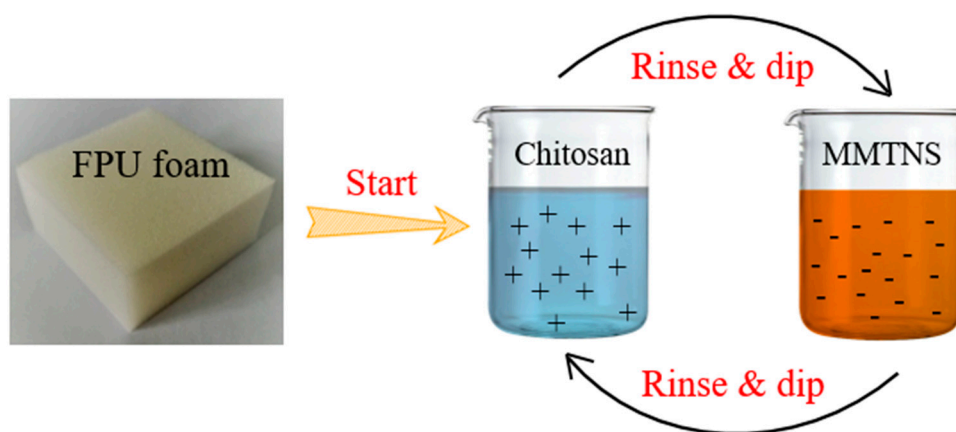 FPU foam
Start
Rinse & dip
Chitosan
MMTNS
Rinse & dip